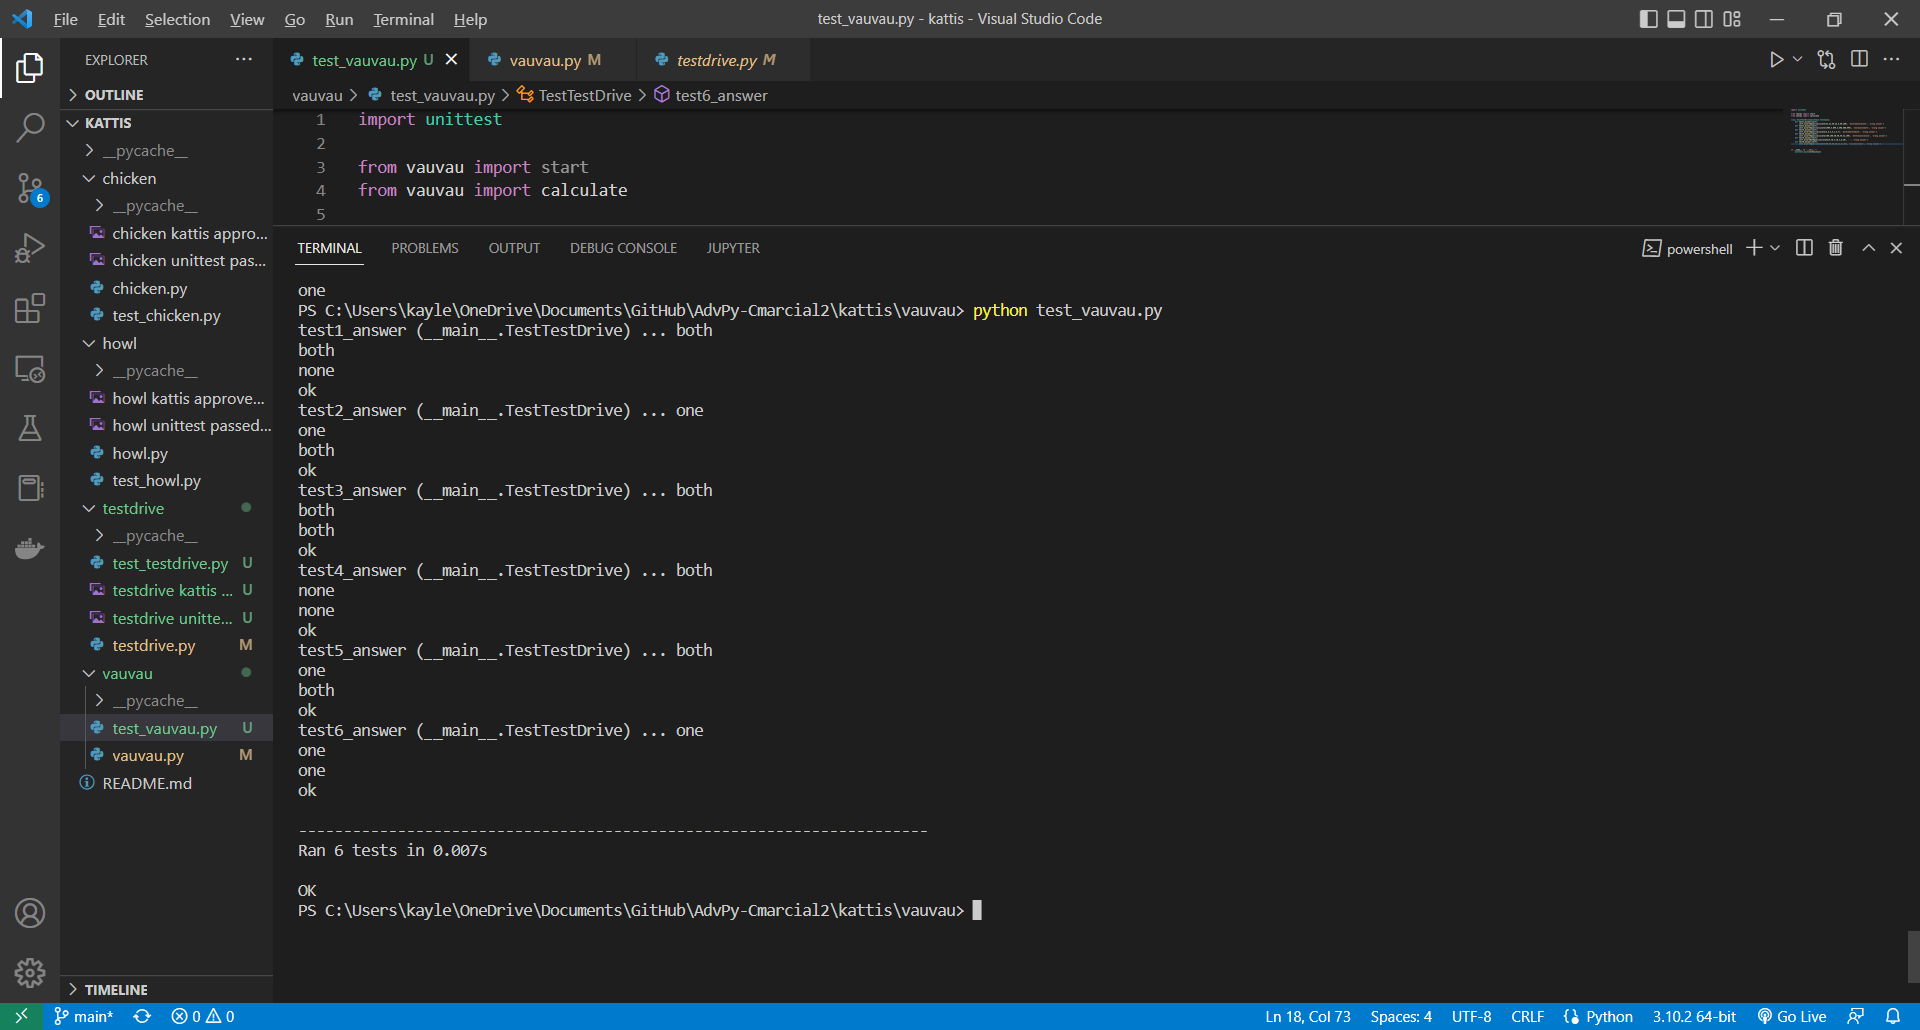 File Edit Selection View Go Run Terminal Help
test_vauvau.py - kattis - Visual Studio Code
EXPLORER
OUTLINE
KATTIS
__pycache__
chicken
__pycache__
chicken kattis appro...
chicken unittest pas...
chicken.py
test_chicken.py
howl
__pycache__
howl kattis approve...
howl unittest passed...
howl.py
test_howl.py
testdrive
__pycache__
test_testdrive.py U
testdrive kattis ... U
testdrive unitte... U
testdrive.py M
vauvau
__pycache__
test_vauvau.py U
vauvau.py M
README.md
TIMELINE
6
test_vauvau.py U
vauvau.py M
testdrive.py M
vauvau > test_vauvau.py > TestTestDrive > test6_answer
1 import unittest
2
3 from vauvau import start
4 from vauvau import calculate
5
TERMINAL PROBLEMS OUTPUT DEBUG CONSOLE JUPYTER
powershell
one
PS C:\Users\kayle\OneDrive\Documents\GitHub\AdvPy-Cmarcial2\kattis\vauvau> python test_vauvau.py
test1_answer (__main__.TestTestDrive) ... both
both
none
ok
test2_answer (__main__.TestTestDrive) ... one
one
both
ok
test3_answer (__main__.TestTestDrive) ... both
both
both
ok
test4_answer (__main__.TestTestDrive) ... both
none
none
ok
test5_answer (__main__.TestTestDrive) ... both
one
both
ok
test6_answer (__main__.TestTestDrive) ... one
one
one
ok
----------------------------------------------------------------------
Ran 6 tests in 0.007s
OK
PS C:\Users\kayle\OneDrive\Documents\GitHub\AdvPy-Cmarcial2\kattis\vauvau>
main* 0 0
Ln 18, Col 73 Spaces: 4 UTF-8 CRLF Python 3.10.2 64-bit Go Live